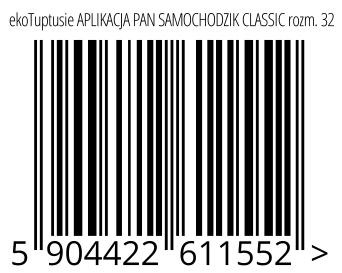 ekoTuptusie APLIKACJA PAN SAMOCHODZIK CLASSIC rozm. 32
5 904422 611552 >